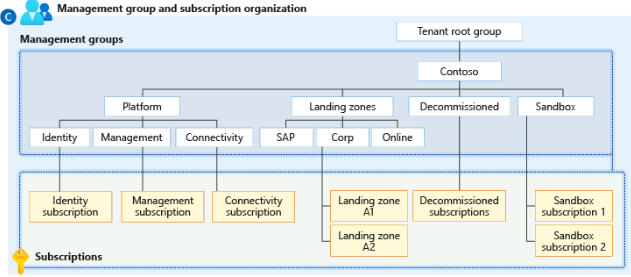 C
Management group and subscription organization
Management groups
Tenant root group
Contoso
Platform
Landing zones
Decommissioned
Sandbox
Identity
Management
Connectivity
SAP
Corp
Online
Identity
subscription
Management
subscription
Connectivity
subscription
Landing zone
A1
Landing zone
A2
Decommissioned
subscriptions
Sandbox
subscription 1
Sandbox
subscription 2
Subscriptions